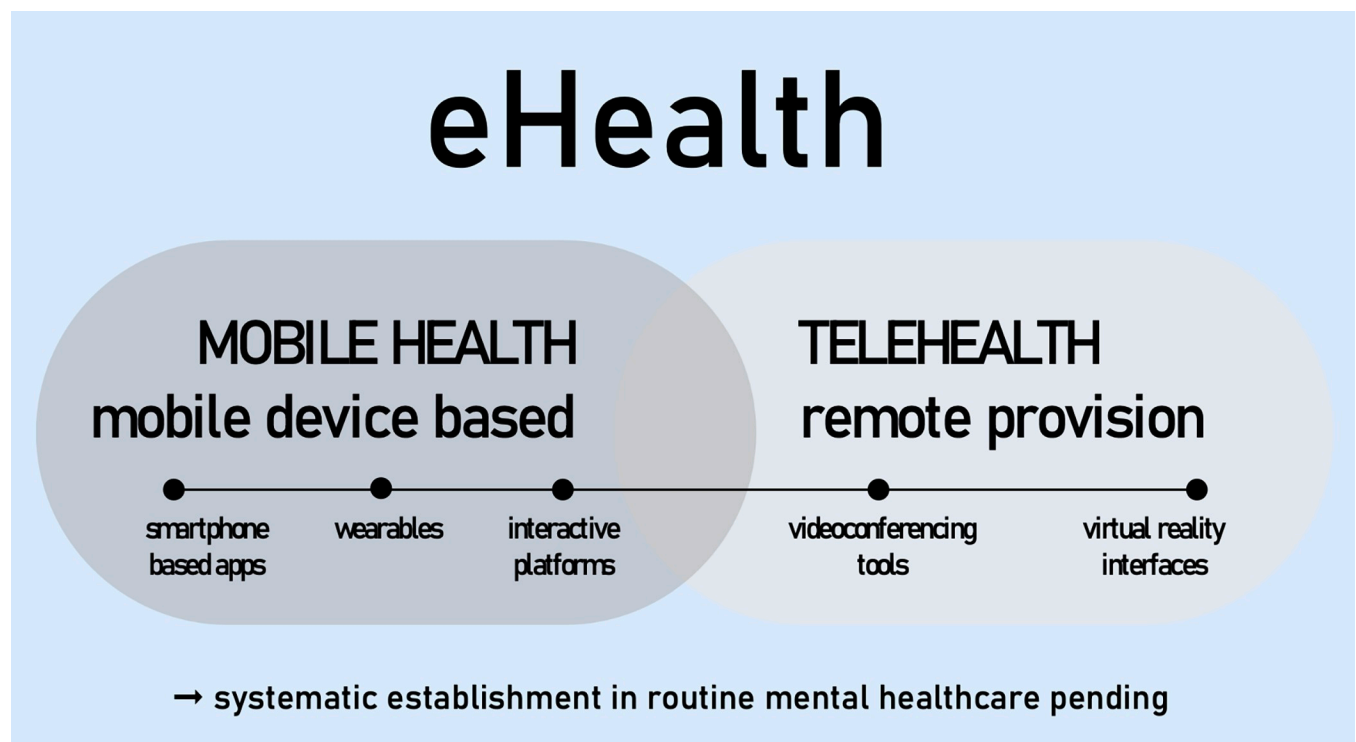 eHealth
MOBILE HEALTH
mobile device based
TELEHEALTH
remote provision
smartphone
based apps
wearables
interactive
platforms
videoconferencing
tools
virtual reality
interfaces
→ systematic establishment in routine mental healthcare pending